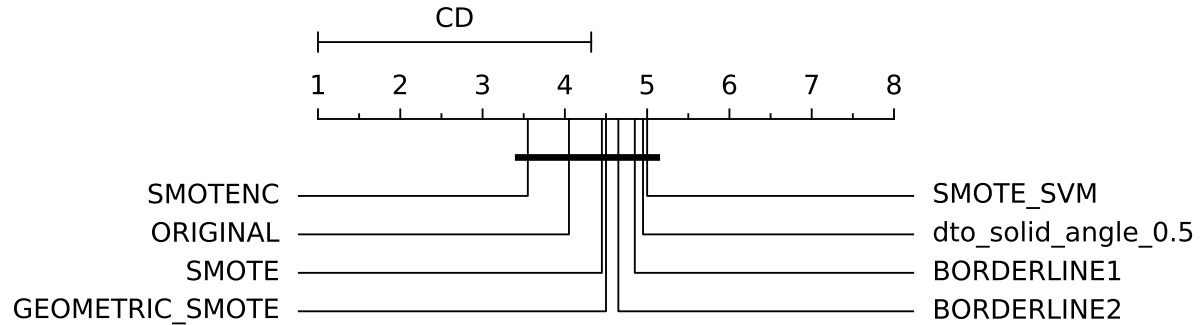 CD
1 2 3 4 5 6 7 8
SMOTENC SMOTE_SVM
ORIGINAL dto_solid_angle_0.5
SMOTE BORDERLINE1
GEOMETRIC_SMOTE BORDERLINE2